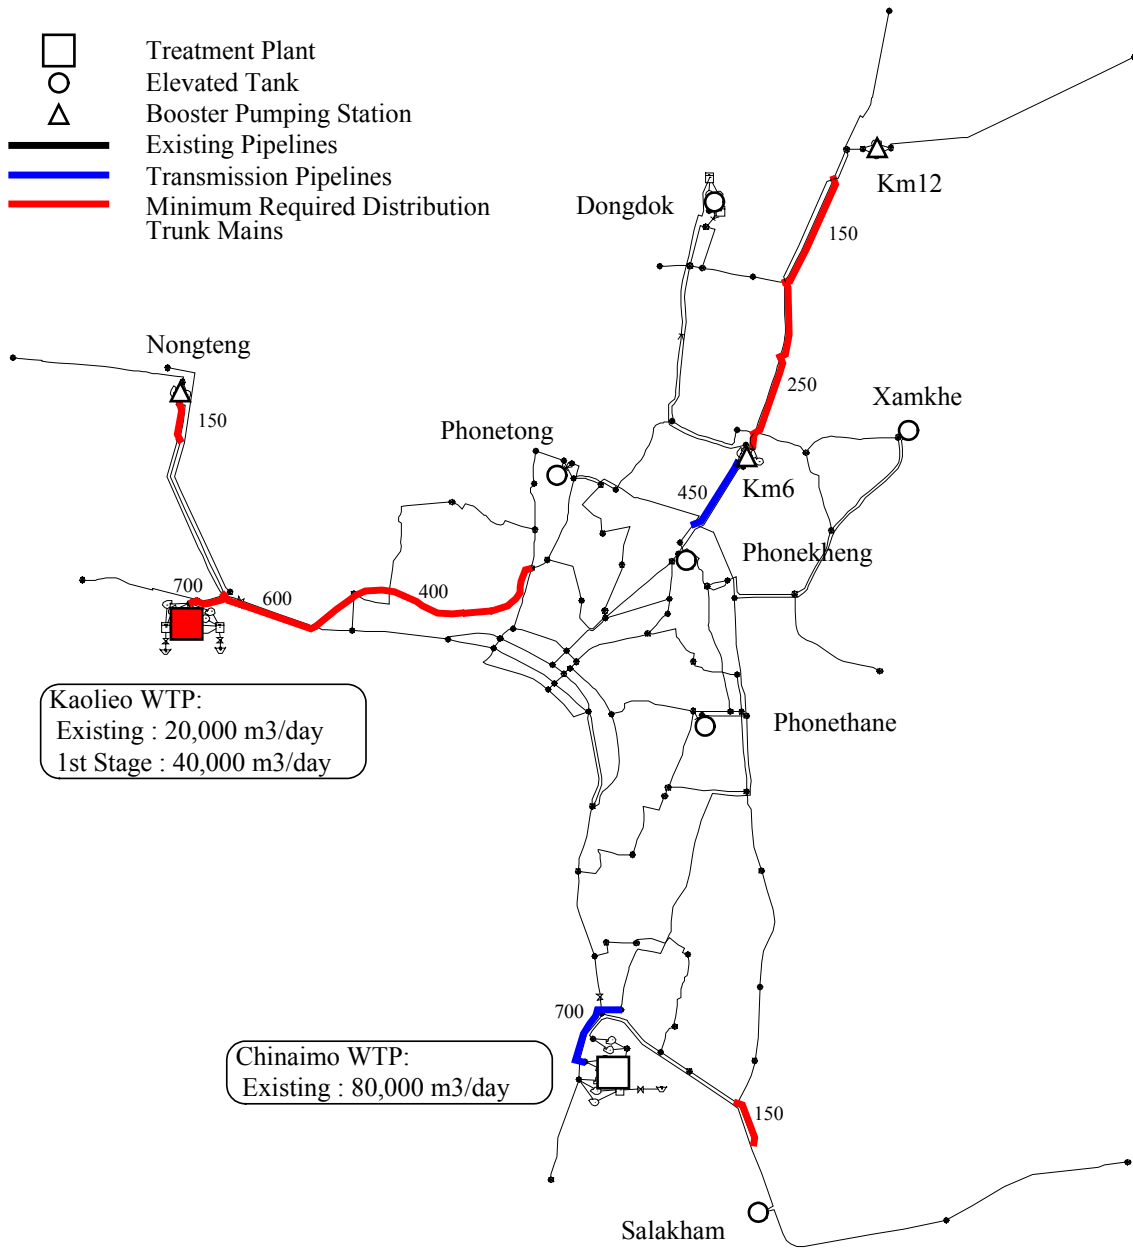 Treatment Plant
Elevated Tank
Booster Pumping Station
Existing Pipelines
Transmission Pipelines
Minimum Required Distribution
Trunk Mains
Km12
Dongdok
150
Nongteng
250
Xamkhe
150
Phonetong
Km6
450
Phonekheng
700
600
400
Kaolieo WTP:
Existing : 20,000 m3/day
1st Stage : 40,000 m3/day
Phonethane
700
Chinaimo WTP:
Existing : 80,000 m3/day
150
Salakham